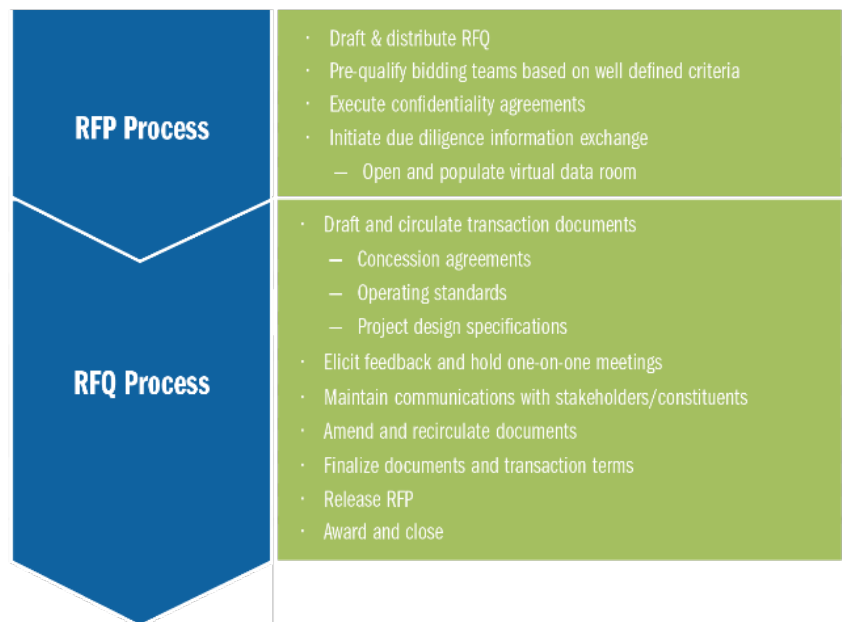 RFP Process
· Draft & distribute RFQ
· Pre-qualify bidding teams based on well defined criteria
· Execute confidentiality agreements
· Initiate due diligence information exchange
– Open and populate virtual data room
RFQ Process
· Draft and circulate transaction documents
– Concession agreements
– Operating standards
– Project design specifications
· Elicit feedback and hold one-on-one meetings
· Maintain communications with stakeholders/constituents
· Amend and recirculate documents
· Finalize documents and transaction terms
· Release RFP
· Award and close